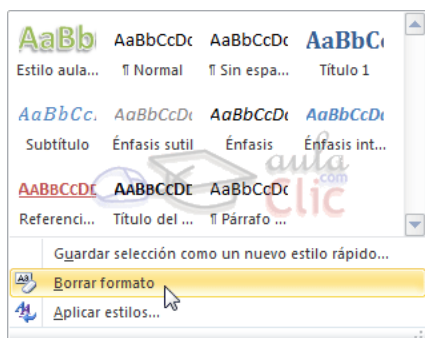 AaBb AaBbCcDc AaBbCcDc AaBbC
Estilo aula... ¶ Normal ¶ Sin espa... Título 1
AaBbCc. AaBbCcDc AaBbCcDc AaBbCcDc
Subtítulo Énfasis sutil Énfasis Énfasis int...
AABBCCDE AABBCCDE AaBbCcDc
Referenci... Título del ... ¶ Párrafo ...
aula
.com
Clic
Guardar selección como un nuevo estilo rápido...
Borrar formato
Aplicar estilos...